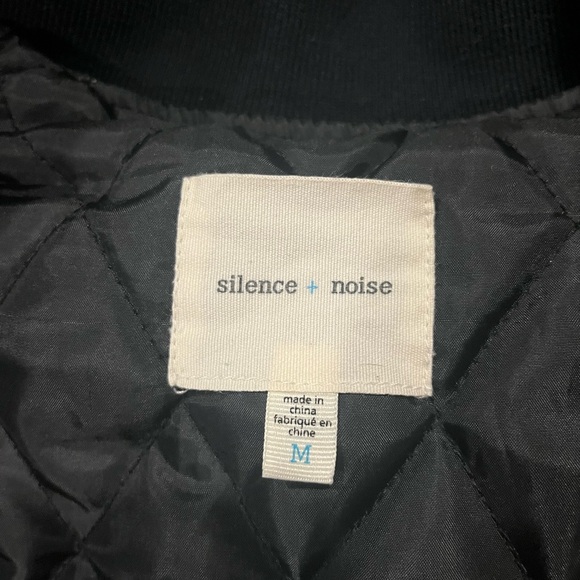 silence + noise
made in
china
fabriqué en
chine
M